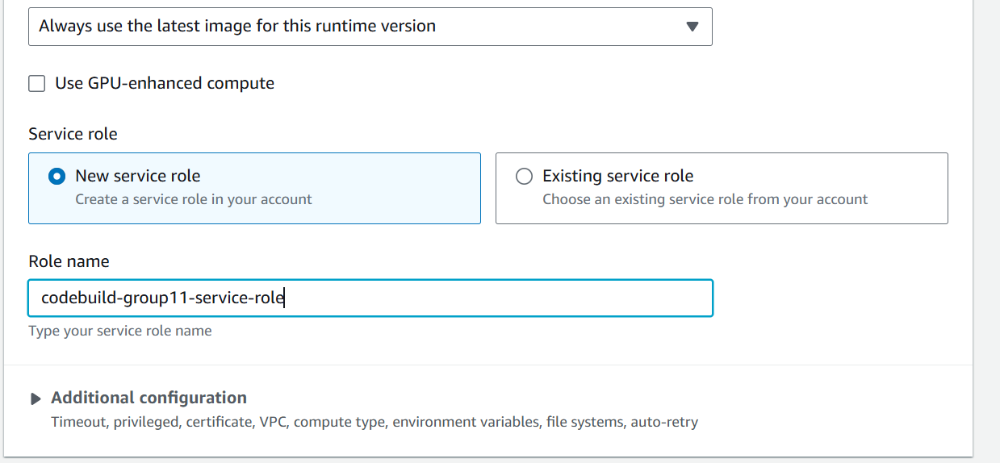 Always use the latest image for this runtime version
Use GPU-enhanced compute
Service role
New service role
Create a service role in your account
Existing service role
Choose an existing service role from your account
Role name
codebuild-group11-service-role
Type your service role name
Additional configuration
Timeout, privileged, certificate, VPC, compute type, environment variables, file systems, auto-retry